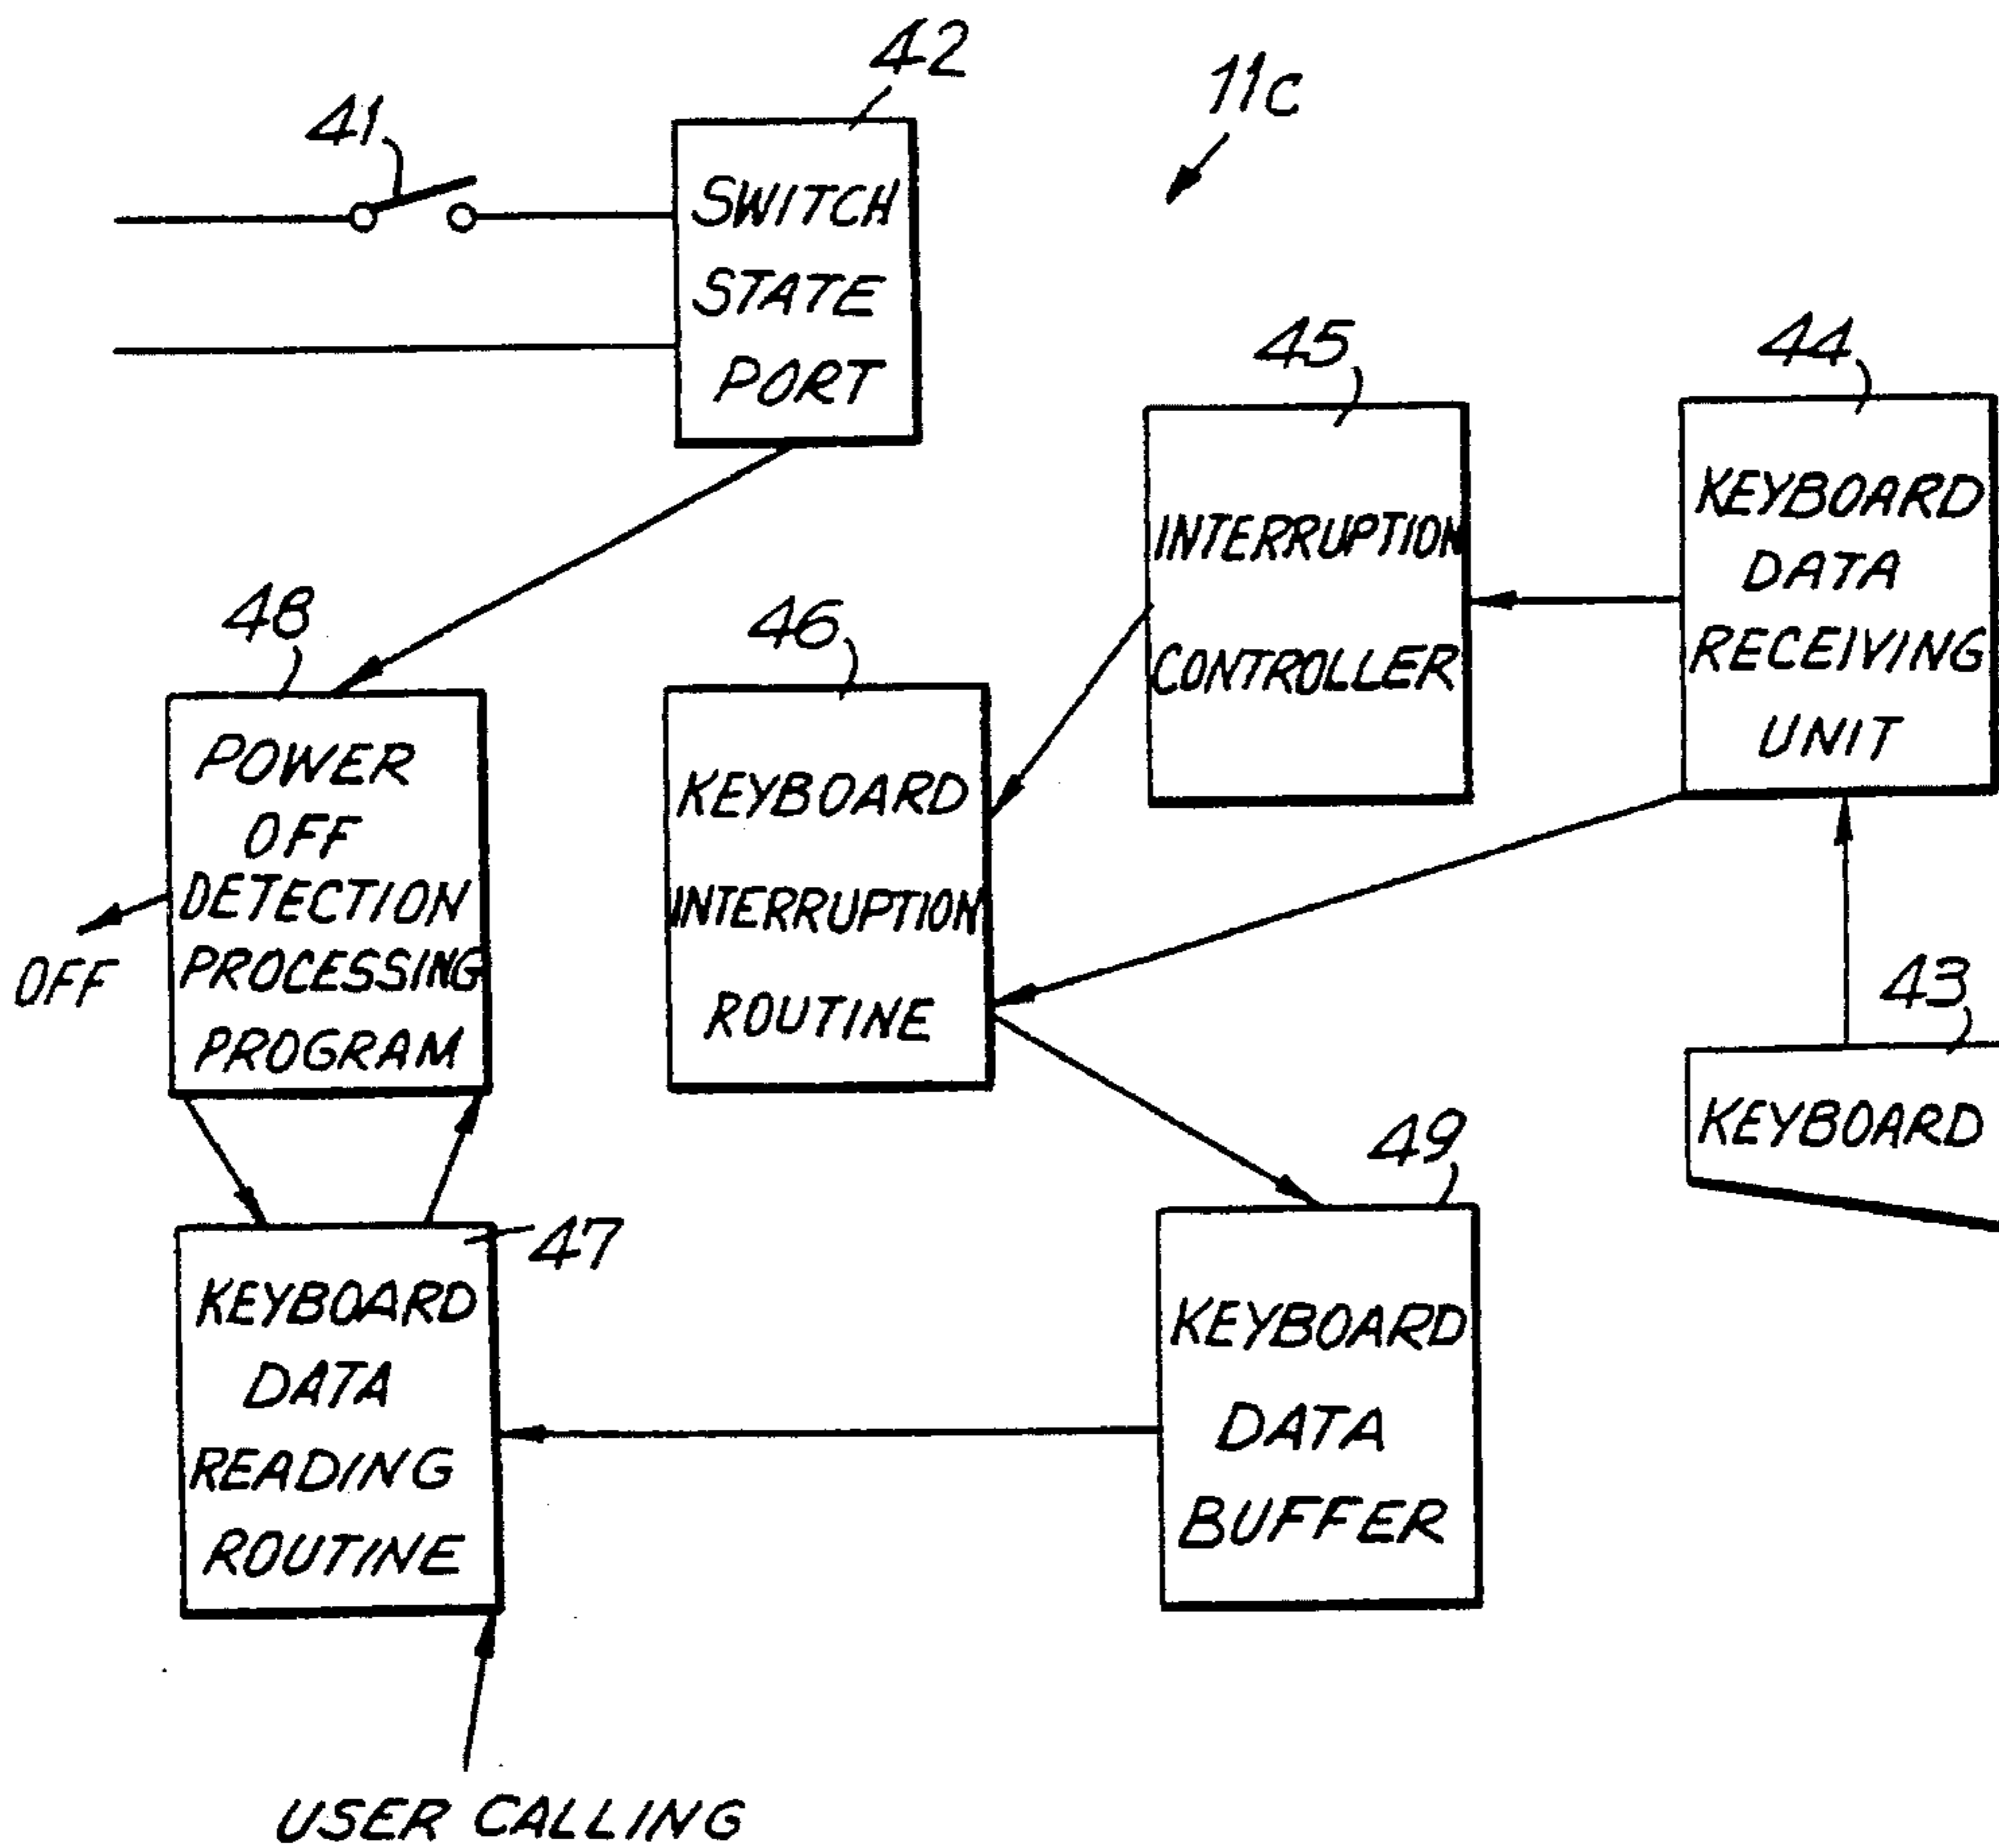 42
11c
41
SWITCH
STATE
PORT
45
44
INTERRUPTION
CONTROLLER
KEYBOARD
DATA
RECEIVING
UNIT
48
46
POWER
OFF
DETECTION
PROCESSING
PROGRAM
OFF
KEYBOARD
INTERRUPTION
ROUTINE
43
KEYBOARD
49
47
KEYBOARD
DATA
READING
ROUTINE
KEYBOARD
DATA
BUFFER
USER CALLING